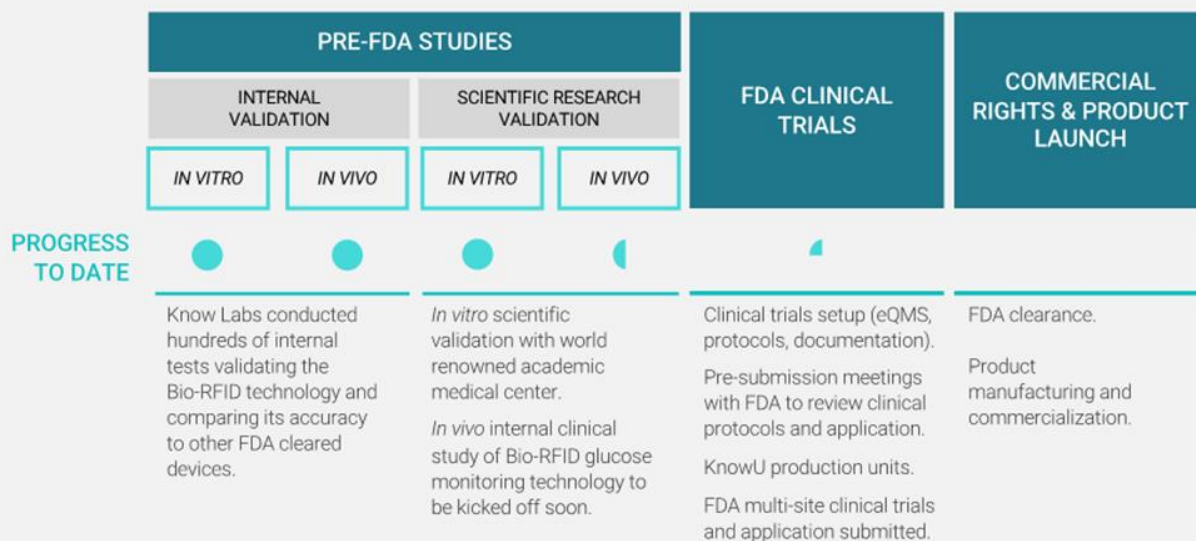 PRE-FDA STUDIES
INTERNAL
VALIDATION
SCIENTIFIC RESEARCH
VALIDATION
IN VITRO
IN VIVO
IN VITRO
IN VIVO
FDA CLINICAL
TRIALS
COMMERCIAL
RIGHTS & PRODUCT
LAUNCH
PROGRESS
TO DATE
Know Labs conducted
hundreds of internal
tests validating the
Bio-RFID technology and
comparing its accuracy
to other FDA cleared
devices.
In vitro scientific
validation with world
renowned academic
medical center.
In vivo internal clinical
study of Bio-RFID glucose
monitoring technology to
be kicked off soon.
Clinical trials setup (eQMS,
protocols, documentation).
Pre-submission meetings
with FDA to review clinical
protocols and application.
KnowU production units.
FDA multi-site clinical trials
and application submitted.
FDA clearance.
Product
manufacturing and
commercialization.